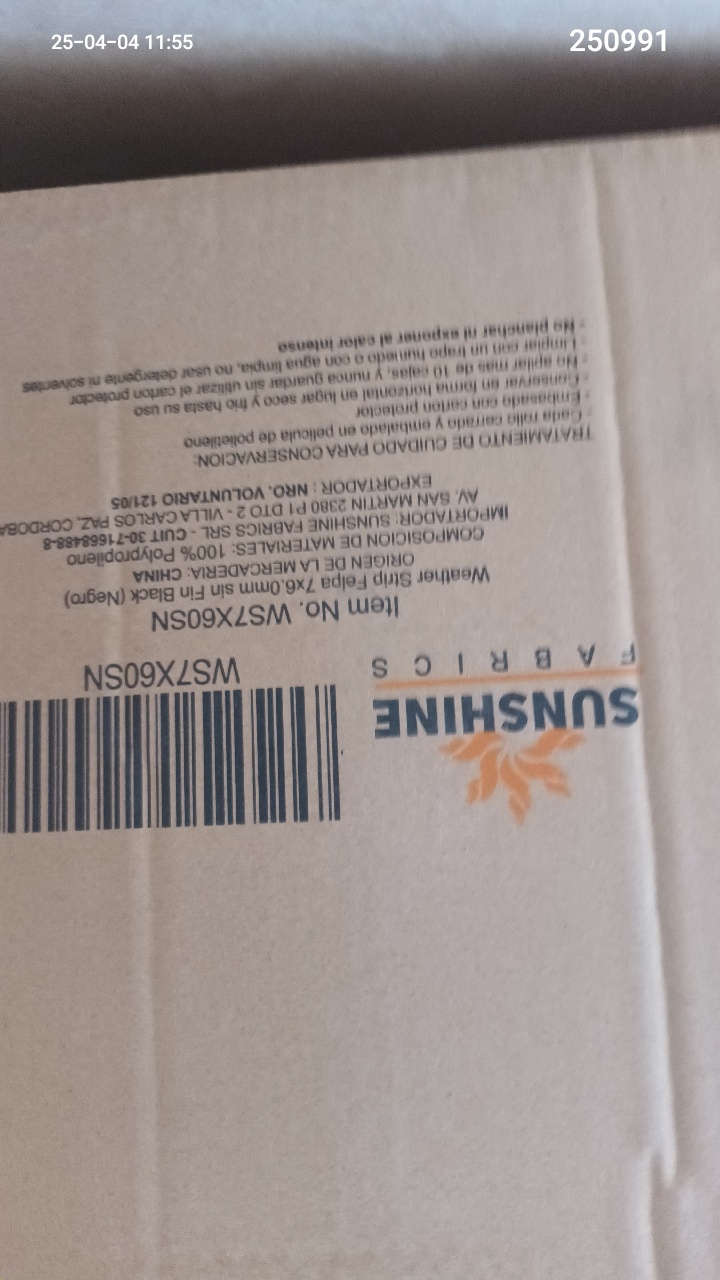 25-04-04 11:55
250991
SUNSHINE
FABRICS
WS7X60SN
Item No. WS7X60SN
Weather Strip Felpa 7x6.0mm sin Fin Black (Negro)
ORIGEN DE LA MERCADERIA: CHINA
COMPOSICION DE MATERIALES: 100% Polypropileno
IMPORTADOR: SUNSHINE FABRICS SRL - CUIT 30-71668488-8
AV. SAN MARTIN 2380 P1 DTO 2 - VILLA CARLOS PAZ, CORDOBA
EXPORTADOR : NRO. VOLUNTARIO 121/05
TRATAMIENTO DE CUIDADO PARA CONSERVACION:
- Cada rollo cerrado y embalado en pelicula de polietileno
- Embasado con carton protector
- Conservar en forma horizontal en lugar seco y frio hasta su uso
- No apilar mas de 10 cajas, y nunca guardar sin utilizar el carton protector
- Limpiar con un trapo humedo o con agua limpia, no usar detergente ni solventes
- No planchar ni exponer al calor intenso